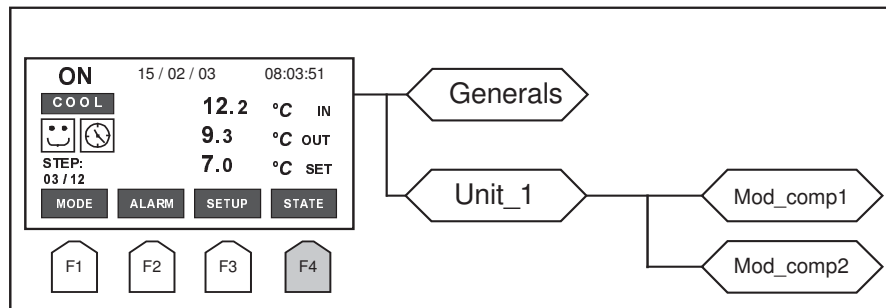 ON 15 / 02 / 03 08:03:51
COOL 12.2 °C IN
9.3 °C OUT
STEP: 7.0 °C SET
03 / 12
MODE ALARM SETUP STATE
F1 F2 F3 F4
Generals
Unit_1
Mod_comp1
Mod_comp2